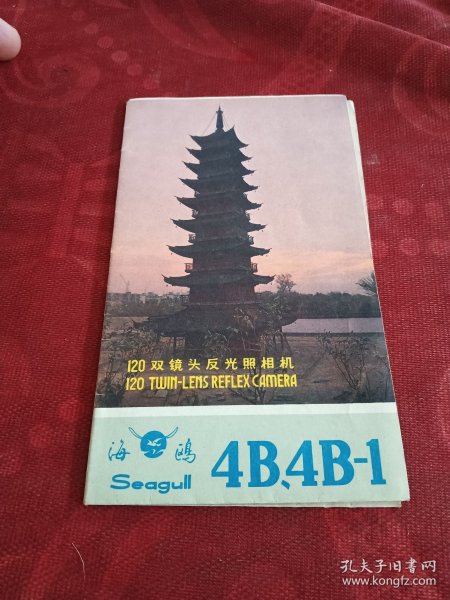 120 双镜头反光照相机
120 TWIN-LENS REFLEX CAMERA
海鸥
Seagull
4B、4B-1
孔夫子旧书网
www.kongfz.com